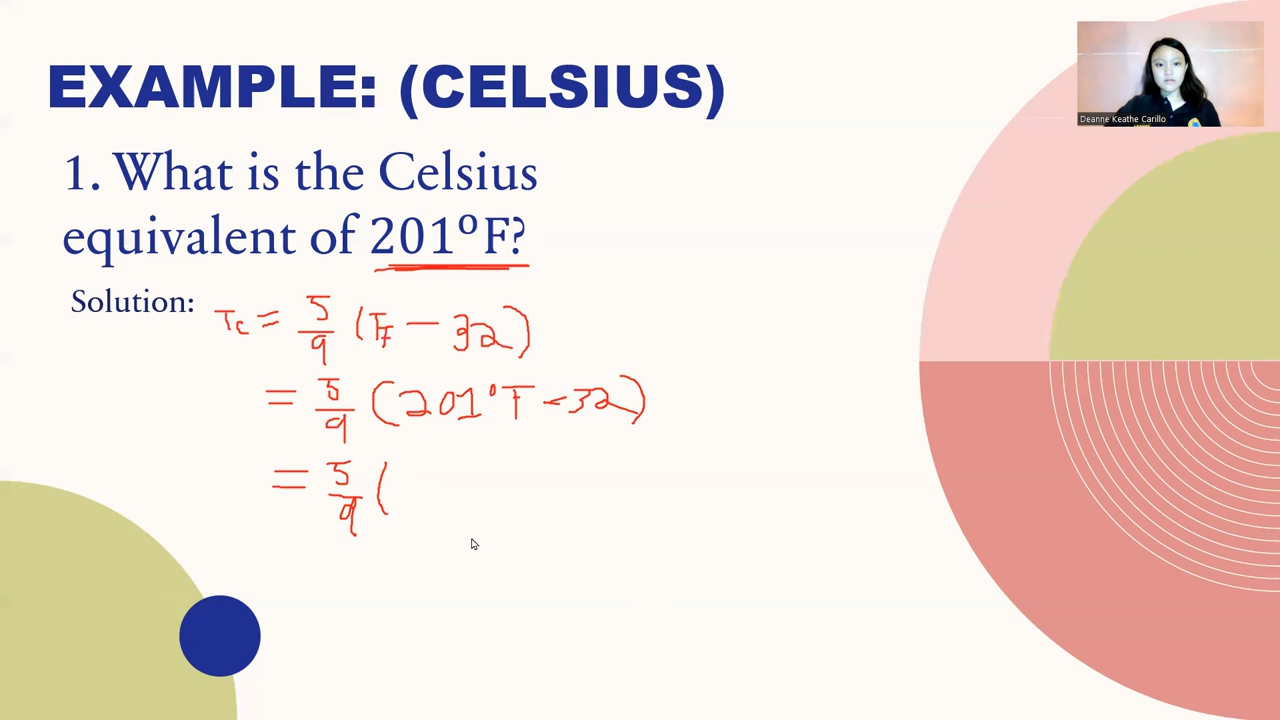 EXAMPLE: (CELSIUS)
Deanne Keathe Carillo
1. What is the Celsius
equivalent of 201°F?
Solution:
Tc = 5/9 (TF - 32)
= 5/9 (201°F - 32)
= 5/9 (